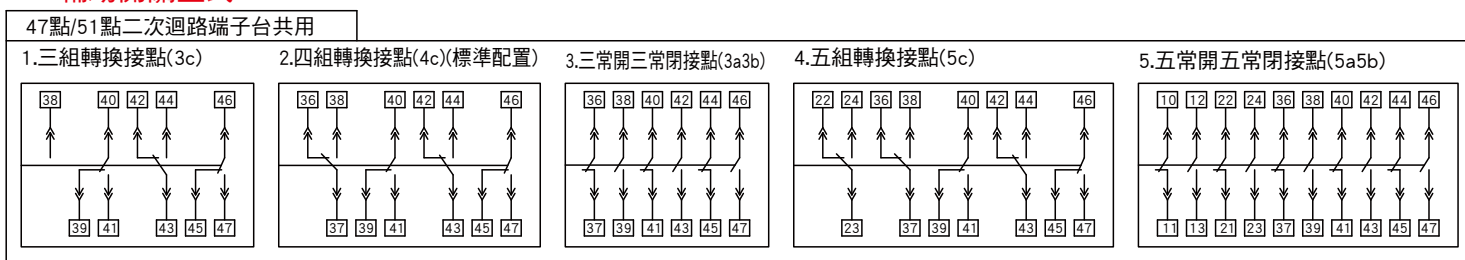 47點/51點二次迴路端子台共用
1.三組轉換接點(3c)
38 40 42 44 46
39 41 43 45 47
2.四組轉換接點(4c)(標準配置)
36 38 40 42 44 46
37 39 41 43 45 47
3.三常開三常閉接點(3a3b)
36 38 40 42 44 46
37 39 41 43 45 47
4.五組轉換接點(5c)
22 24 36 38 40 42 44 46
23 37 39 41 43 45 47
5.五常開五常閉接點(5a5b)
10 12 22 24 36 38 40 42 44 46
11 13 21 23 37 39 41 43 45 47